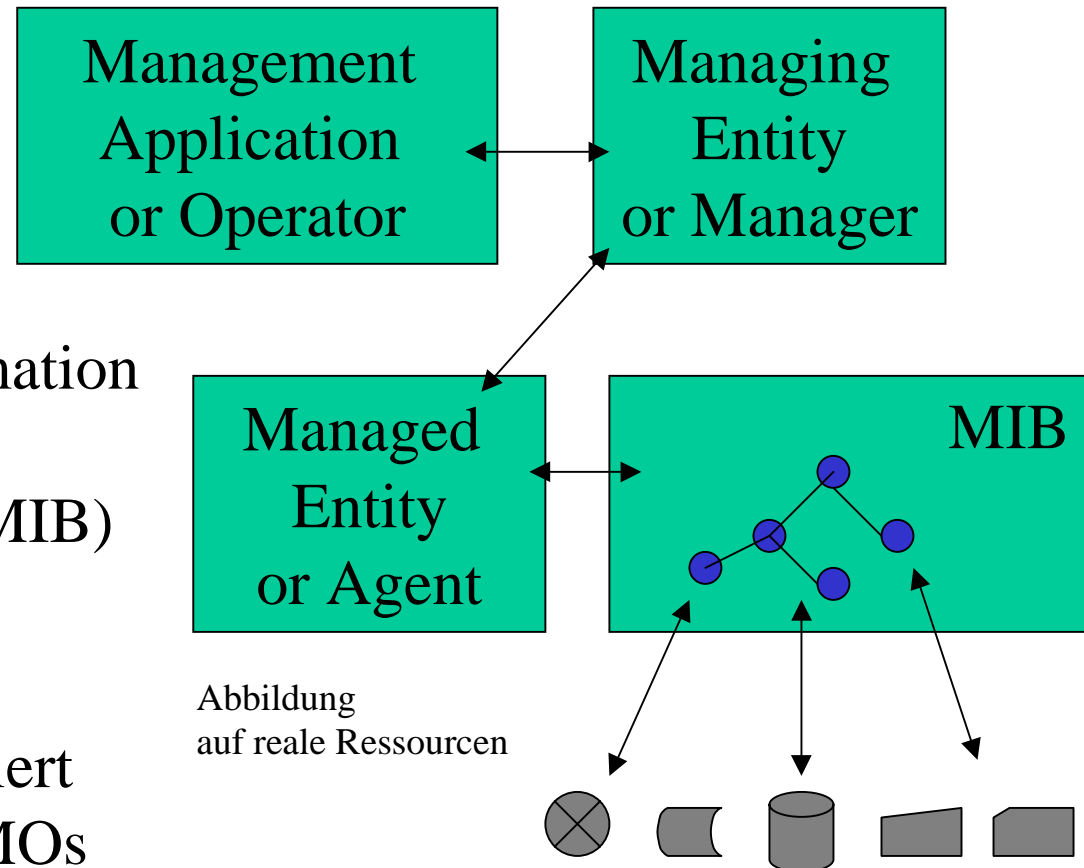 Management
Application
or Operator
Managing
Entity
or Manager
nation
MIB)
Managed
Entity
or Agent
MIB
Abbildung
auf reale Ressourcen
ert
MOs